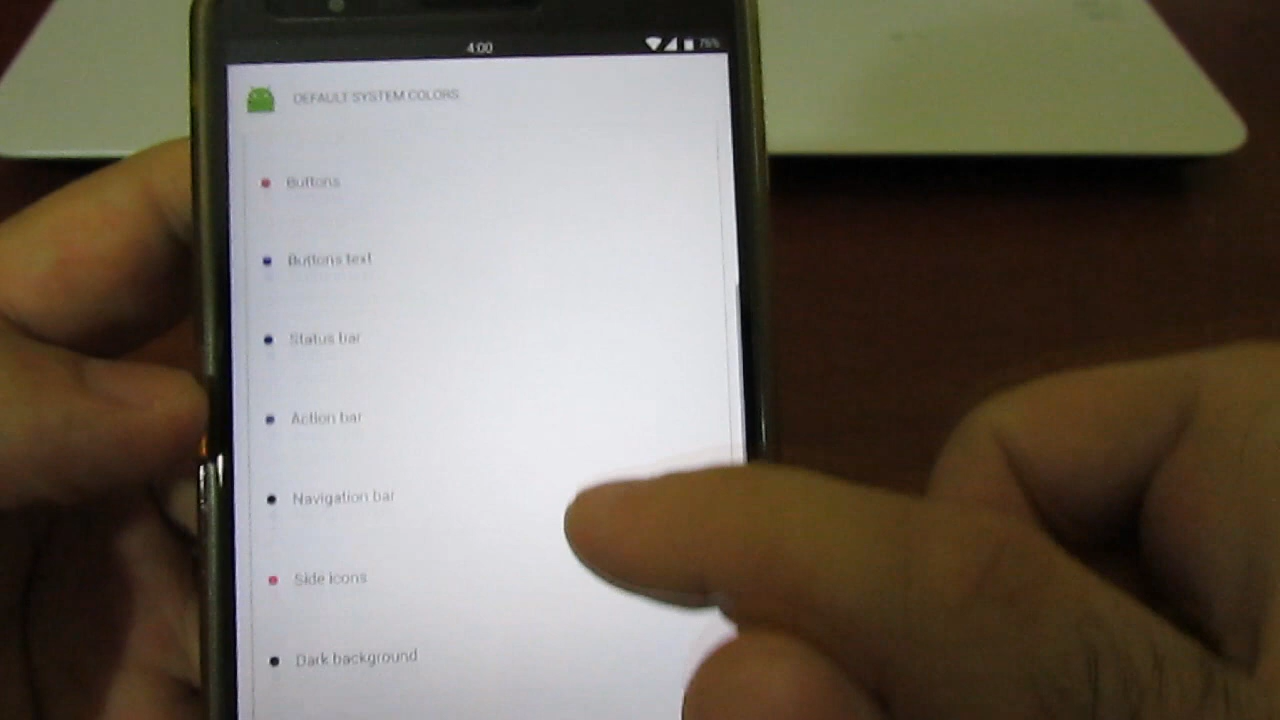 4:00
76%
DEFAULT SYSTEM COLORS
Buttons
Buttons text
Status bar
Action bar
Navigation bar
Side icons
Dark background